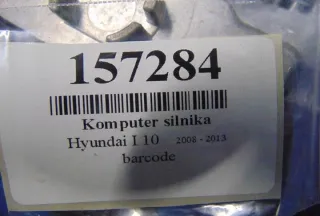 157284
Komputer silnika
Hyundai I 10 2008 - 2013
barcode